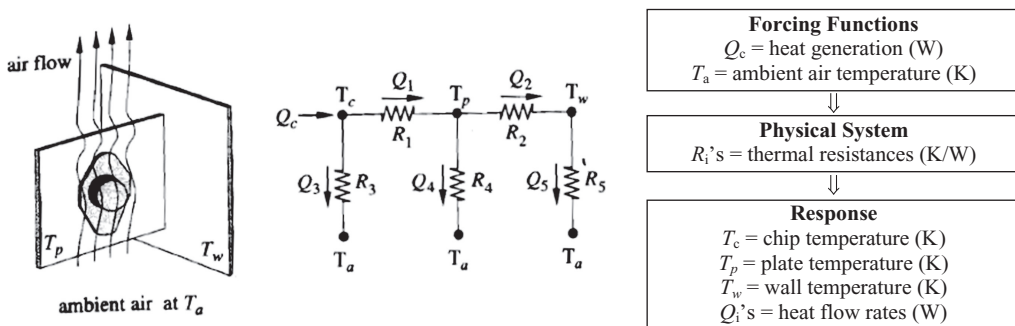 air flow
T_p
T_w
ambient air at T_a
Q_1
Q_2
T_c
T_p
T_w
Q_c
R_1
R_2
Q_3
R_3
Q_4
R_4
Q_5
R_5
T_a
T_a
T_a
Forcing Functions
Q_c = heat generation (W)
T_a = ambient air temperature (K)
⇓
Physical System
R_i's = thermal resistances (K/W)
⇓
Response
T_c = chip temperature (K)
T_p = plate temperature (K)
T_w = wall temperature (K)
Q_i's = heat flow rates (W)